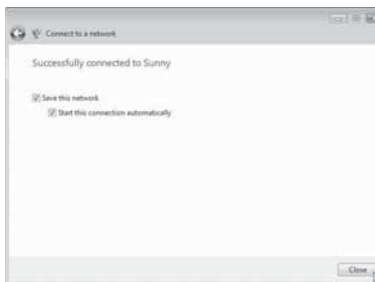 Connect to a network
Successfully connected to Sunny
Save this network
Start this connection automatically
Close